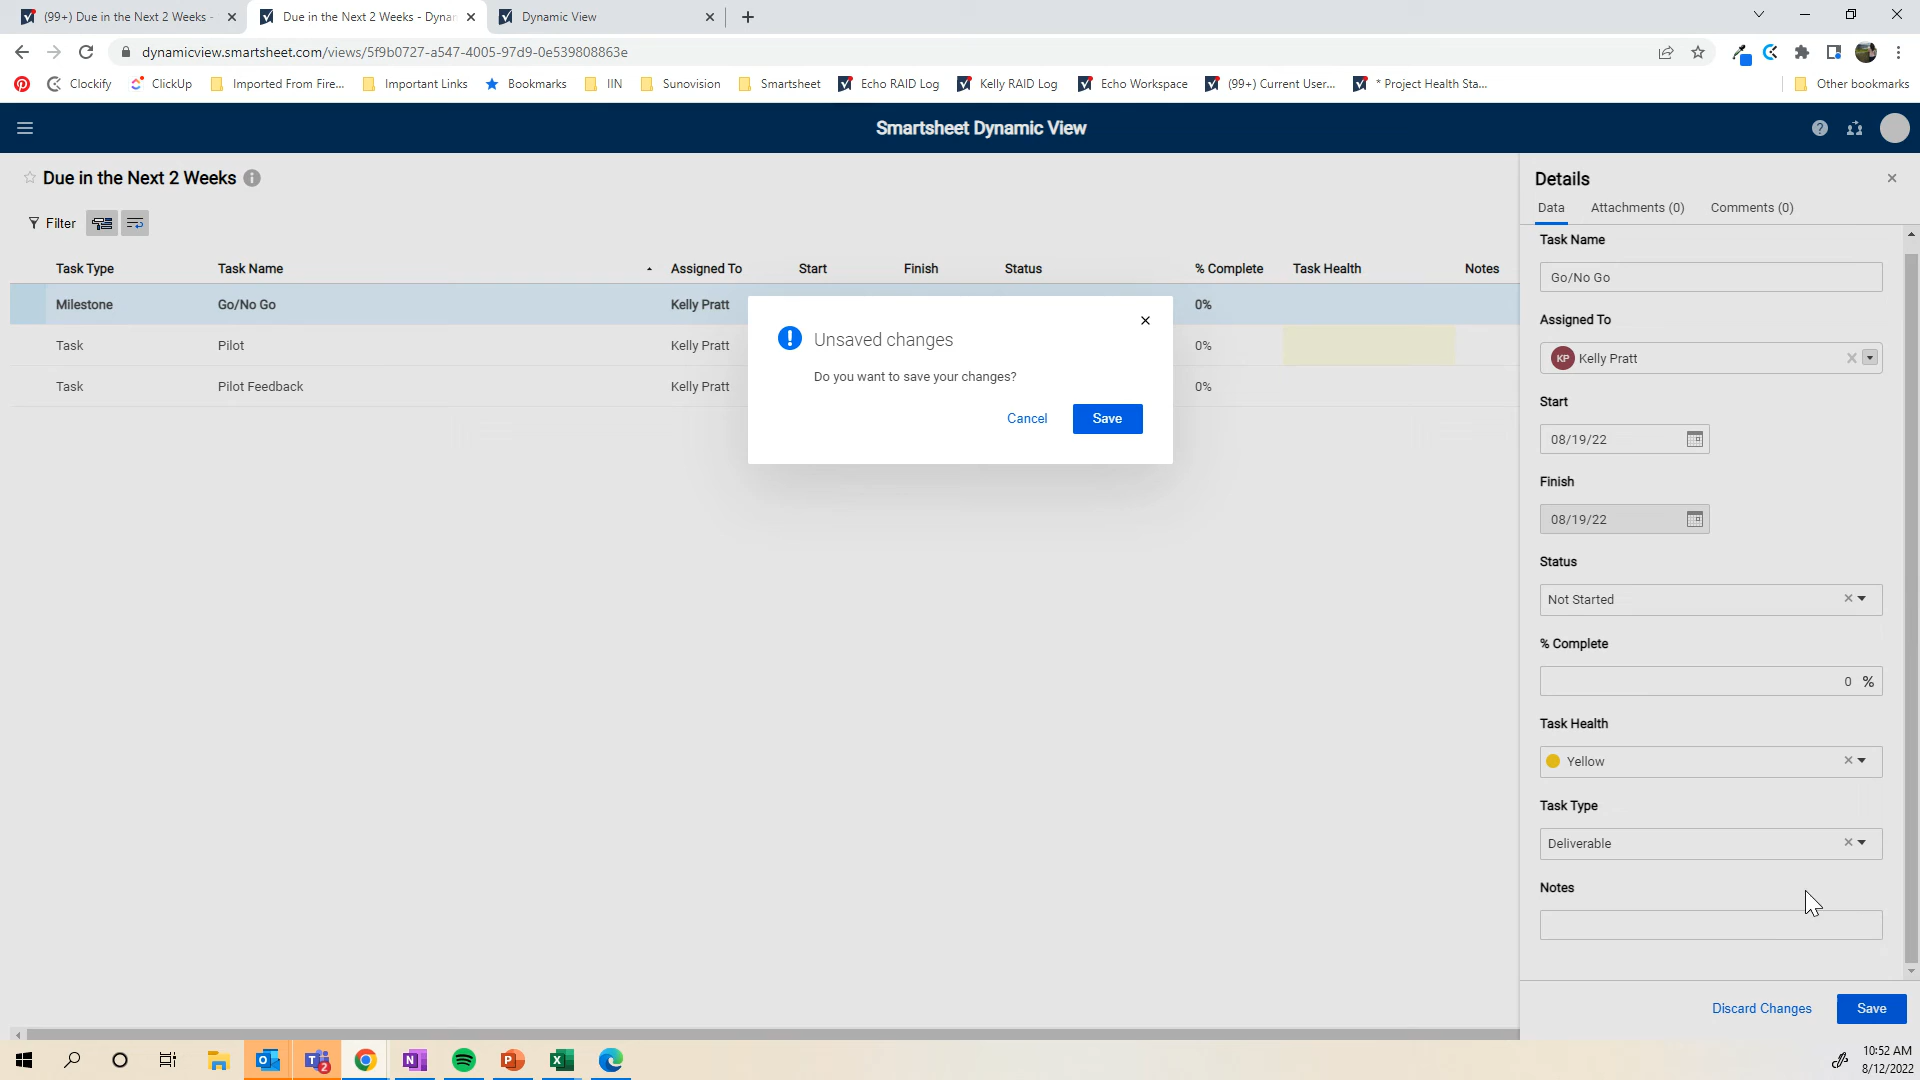 (99+) Due in the Next 2 Weeks -
Due in the Next 2 Weeks - Dynam
Dynamic View
dynamicview.smartsheet.com/views/5f9b0727-a547-4005-97d9-0e539808863e
Clockify
ClickUp
Imported From Fire...
Important Links
Bookmarks
IIN
Sunovision
Smartsheet
Echo RAID Log
Kelly RAID Log
Echo Workspace
(99+) Current User...
* Project Health Sta...
Other bookmarks
Smartsheet Dynamic View
Due in the Next 2 Weeks
Filter
Task Type Task Name Assigned To Start Finish Status % Complete Task Health Notes
Milestone Go/No Go Kelly Pratt 0%
Task Pilot Kelly Pratt 0%
Task Pilot Feedback Kelly Pratt 0%
Unsaved changes
Do you want to save your changes?
Cancel Save
Details
Data Attachments (0) Comments (0)
Task Name
Go/No Go
Assigned To
KP Kelly Pratt
Start
08/19/22
Finish
08/19/22
Status
Not Started
% Complete
0 %
Task Health
Yellow
Task Type
Deliverable
Notes
Discard Changes Save
10:52 AM
8/12/2022